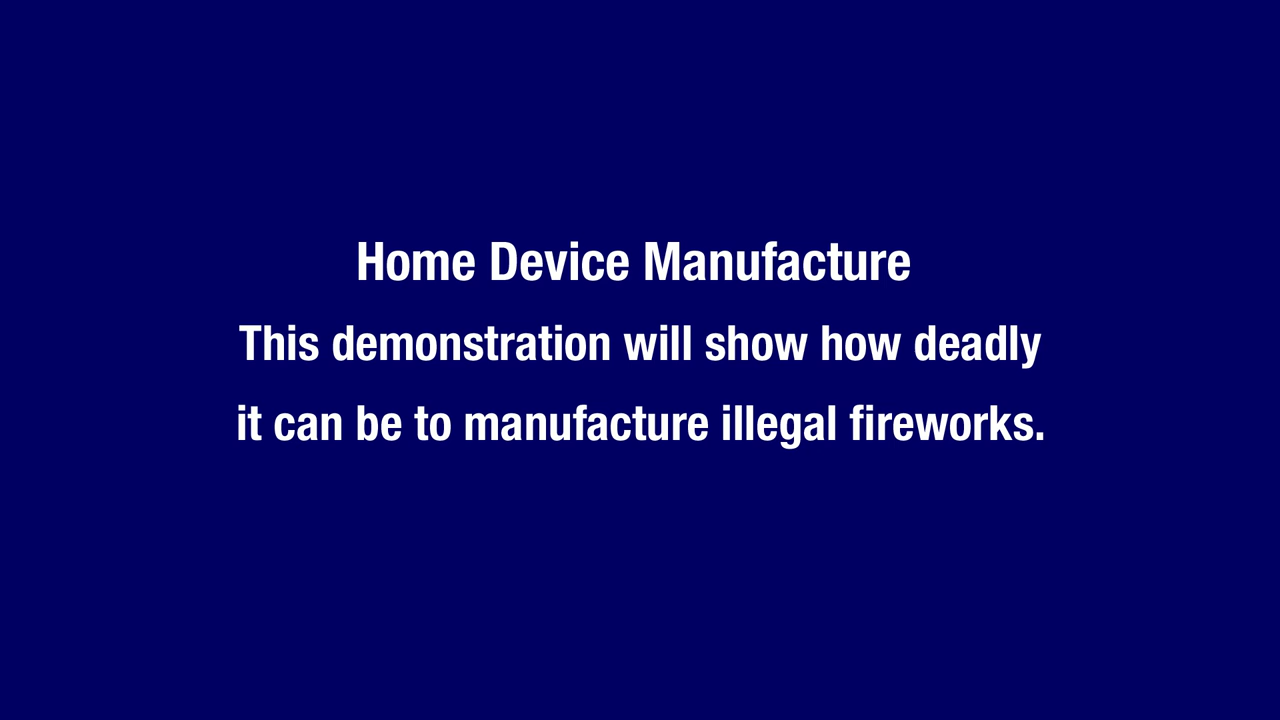 Home Device Manufacture
This demonstration will show how deadly
it can be to manufacture illegal fireworks.